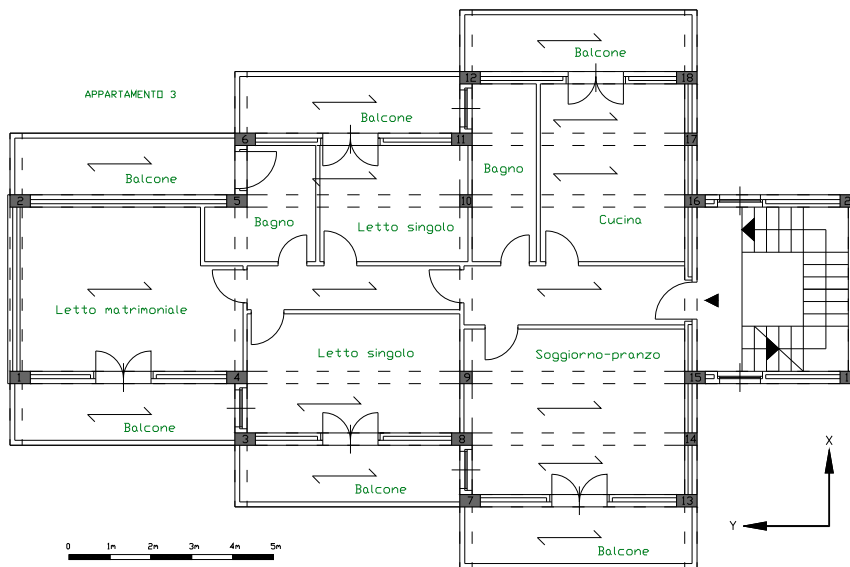 Balcone
12 18
APPARTAMENTO 3
Balcone
6 11 17
Bagno
Balcone
2 5 10 16 2
Bagno Letto singolo Cucina
Letto matrimoniale
Letto singolo Soggiorno-pranzo
1 4 9 15 1
Balcone
3 8 14
X
Balcone
7 13
Y
0 1m 2m 3m 4m 5m
Balcone